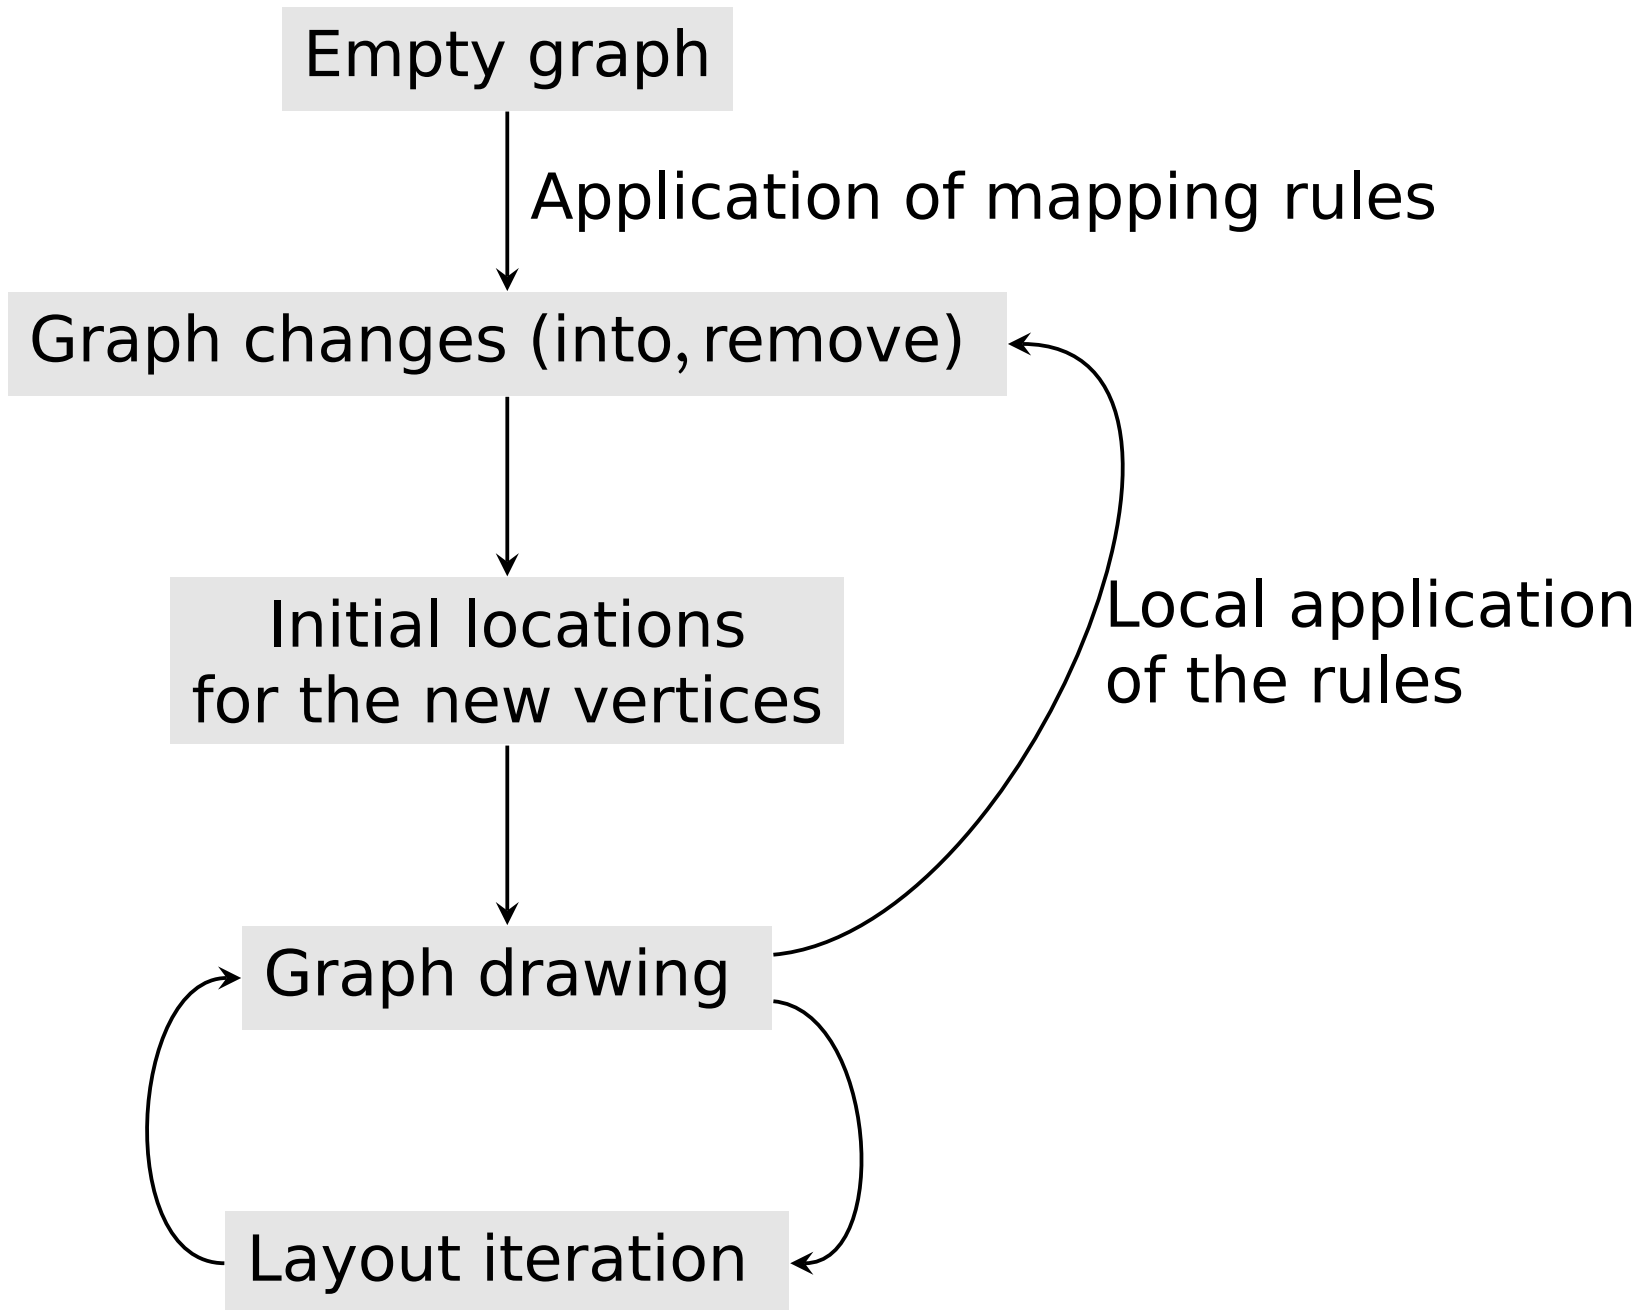 Empty graph
Application of mapping rules
Graph changes (into, remove)
Initial locations
for the new vertices
Local application
of the rules
Graph drawing
Layout iteration